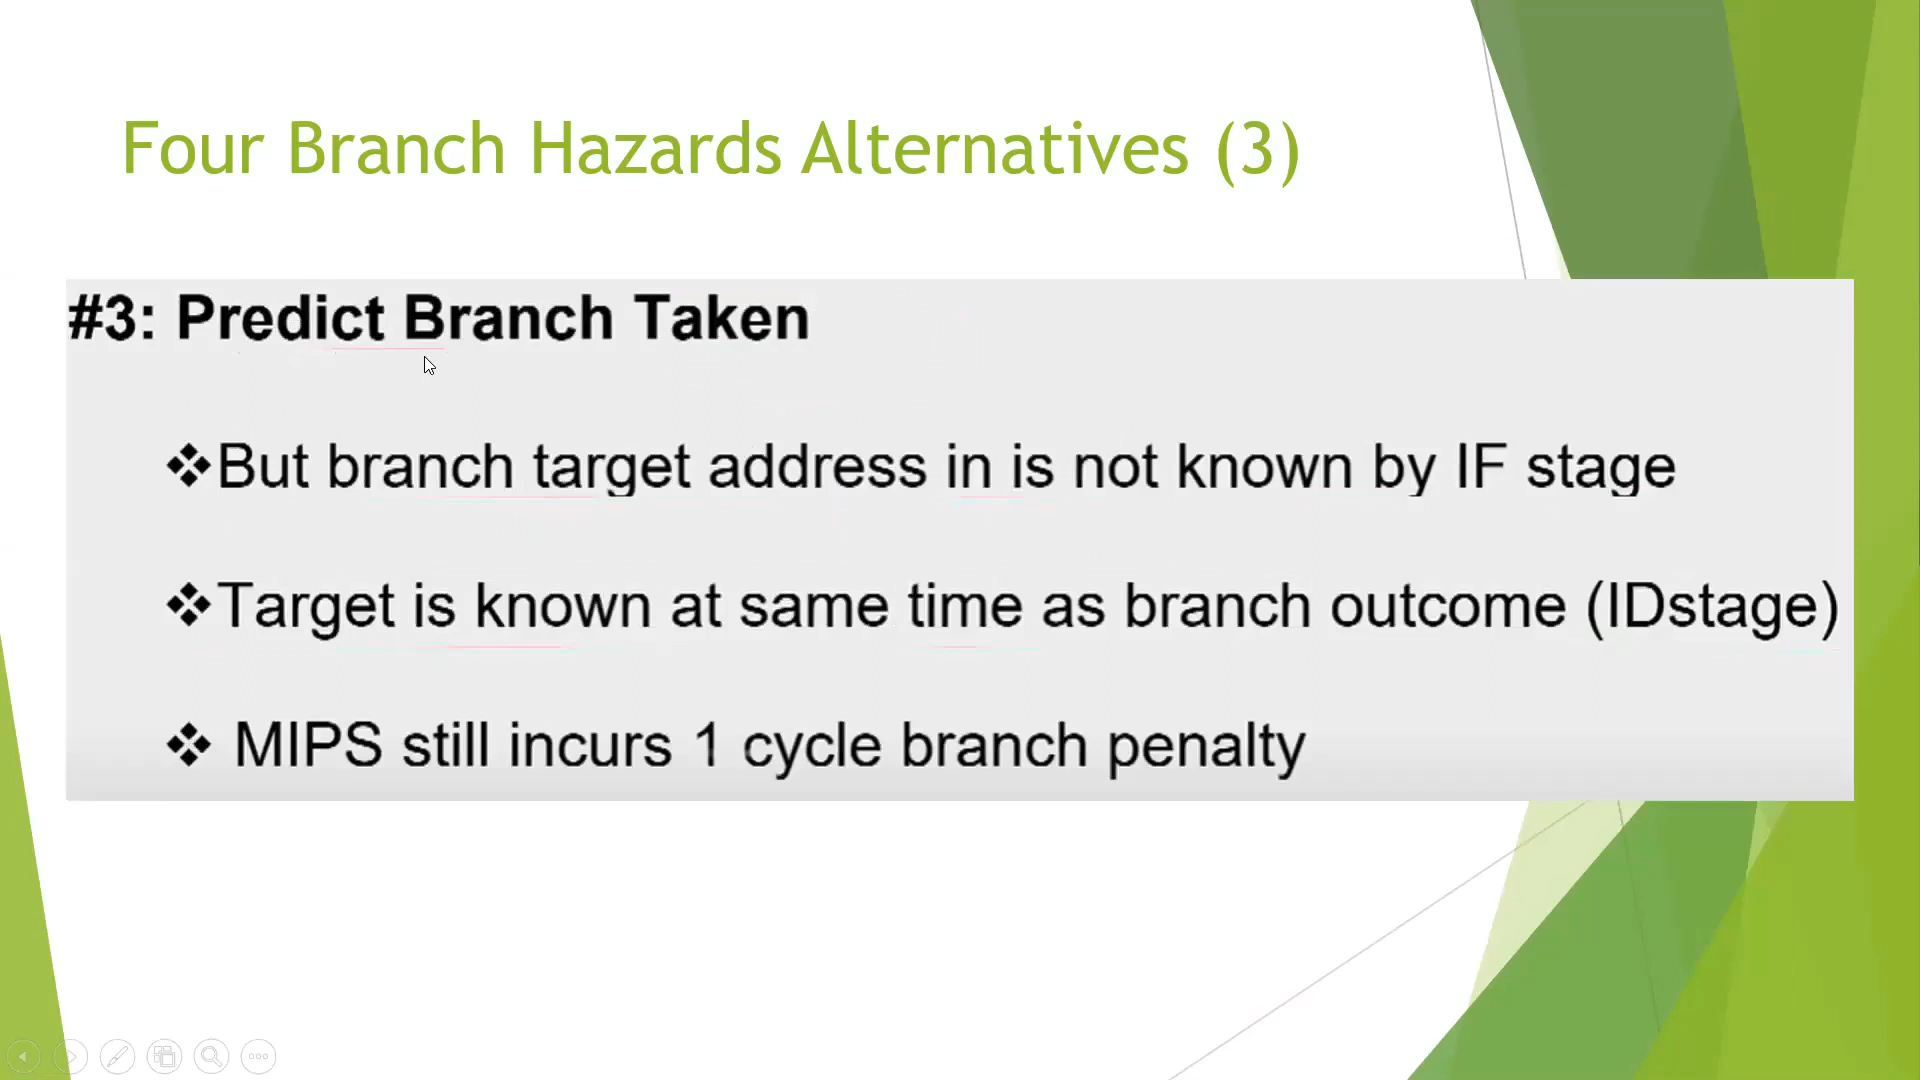 Four Branch Hazards Alternatives (3)
#3: Predict Branch Taken
❖But branch target address in is not known by IF stage
❖Target is known at same time as branch outcome (IDstage)
❖ MIPS still incurs 1 cycle branch penalty